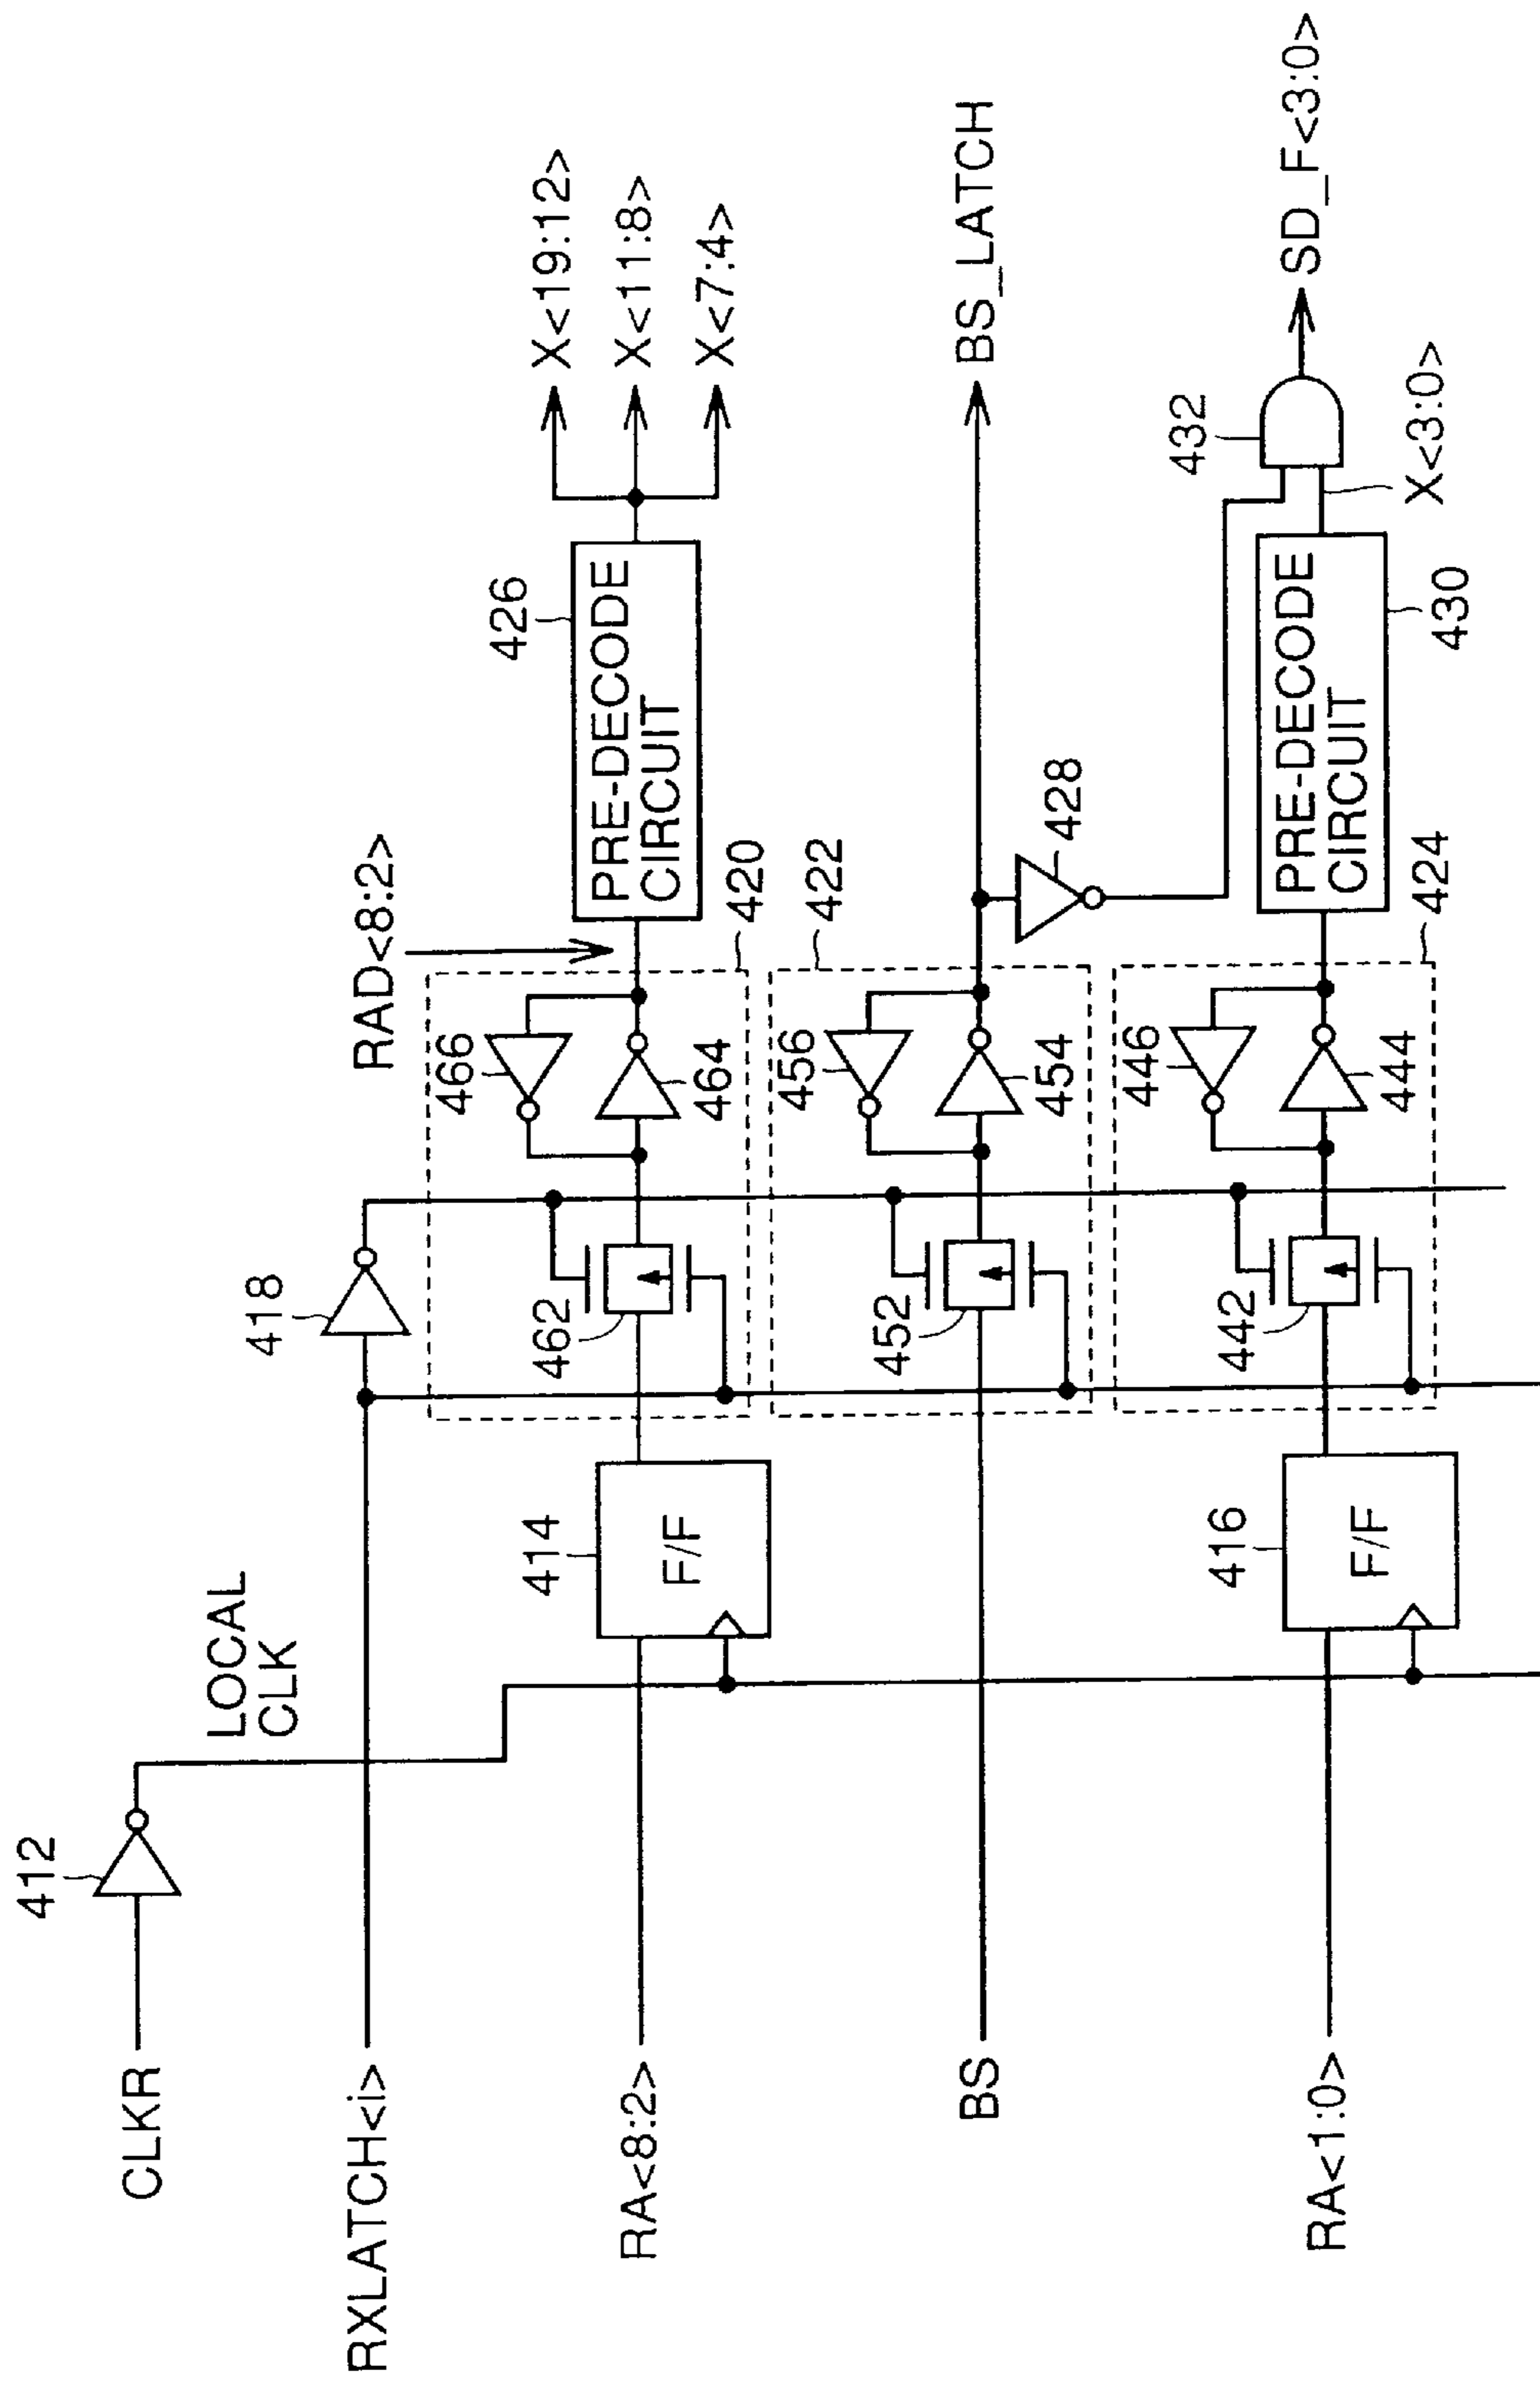 CLKR
412
LOCAL
CLK
RXLATCH<i>
418
RA<8:2>
414
F/F
462
466
464
420
RAD<8:2>
426
PRE-DECODE
CIRCUIT
X<19:12>
X<11:8>
X<7:4>
BS
452
456
454
422
428
BS_LATCH
RA<1:0>
416
F/F
442
446
444
424
PRE-DECODE
CIRCUIT
430
432
X<3:0>
SD_F<3:0>